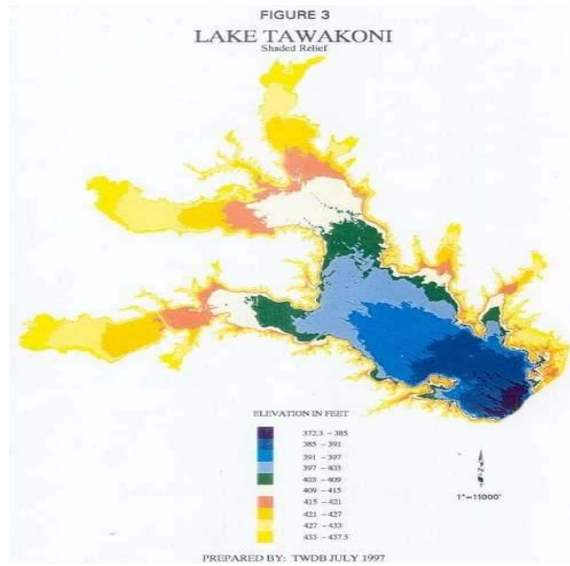 FIGURE 3
LAKE TAWAKONI
Shaded Relief
ELEVATION IN FEET
372.3 - 385
385 - 391
391 - 397
397 - 403
403 - 409
409 - 415
415 - 421
421 - 427
427 - 433
433 - 437.5
N
1"=11000'
PREPARED BY: TWDB JULY 1997